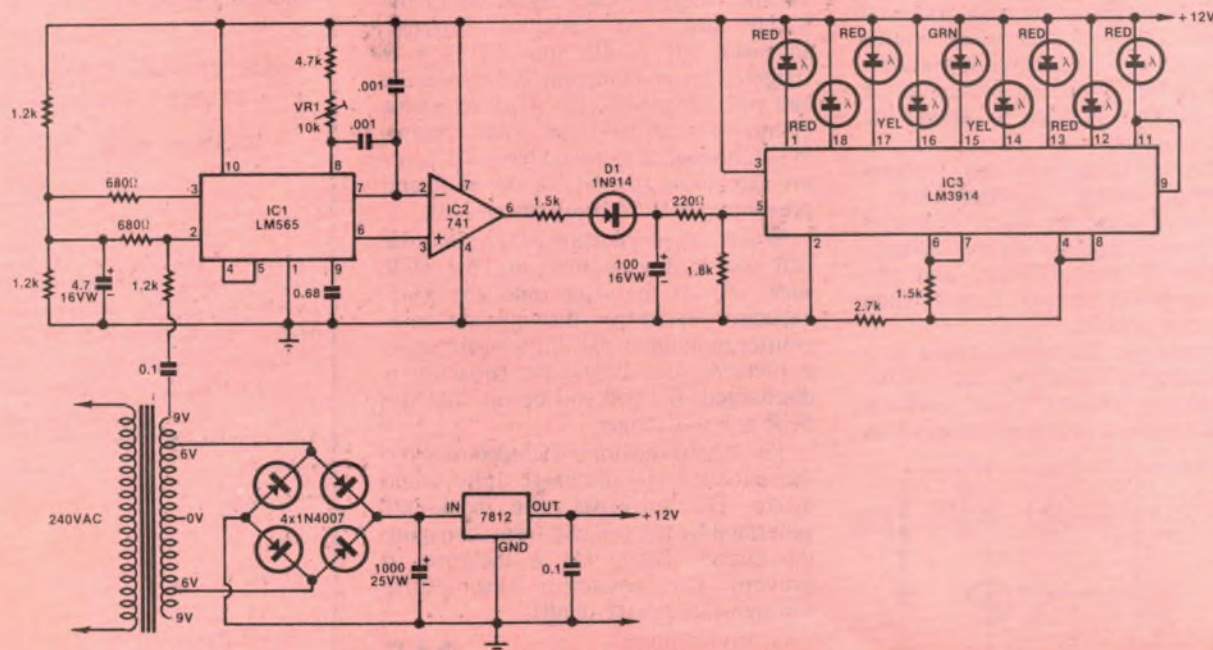 +12V
RED
RED
GRN
RED
RED
4.7k
.001
1.2k
VR1
10k
.001
RED
YEL
YEL
RED
1
18
17
16
15
14
13
12
11
10
8
3
9
D1
1N914
680Ω
3
IC1
LM565
7
2
−
7
IC2
741
6
1.5k
220Ω
5
IC3
LM3914
680Ω
2
6
3
+
4
1.2k
4.7
16VW
+
−
1.2k
4
5
1
9
0.68
100
16VW
+
−
1.8k
2
6
7
4
8
1.5k
2.7k
0.1
9V
6V
240VAC
0V
6V
9V
4x1N4007
IN
7812
OUT
GND
+12V
1000
25VW
+
−
0.1
λ
λ
λ
λ
λ
λ
λ
λ
λ